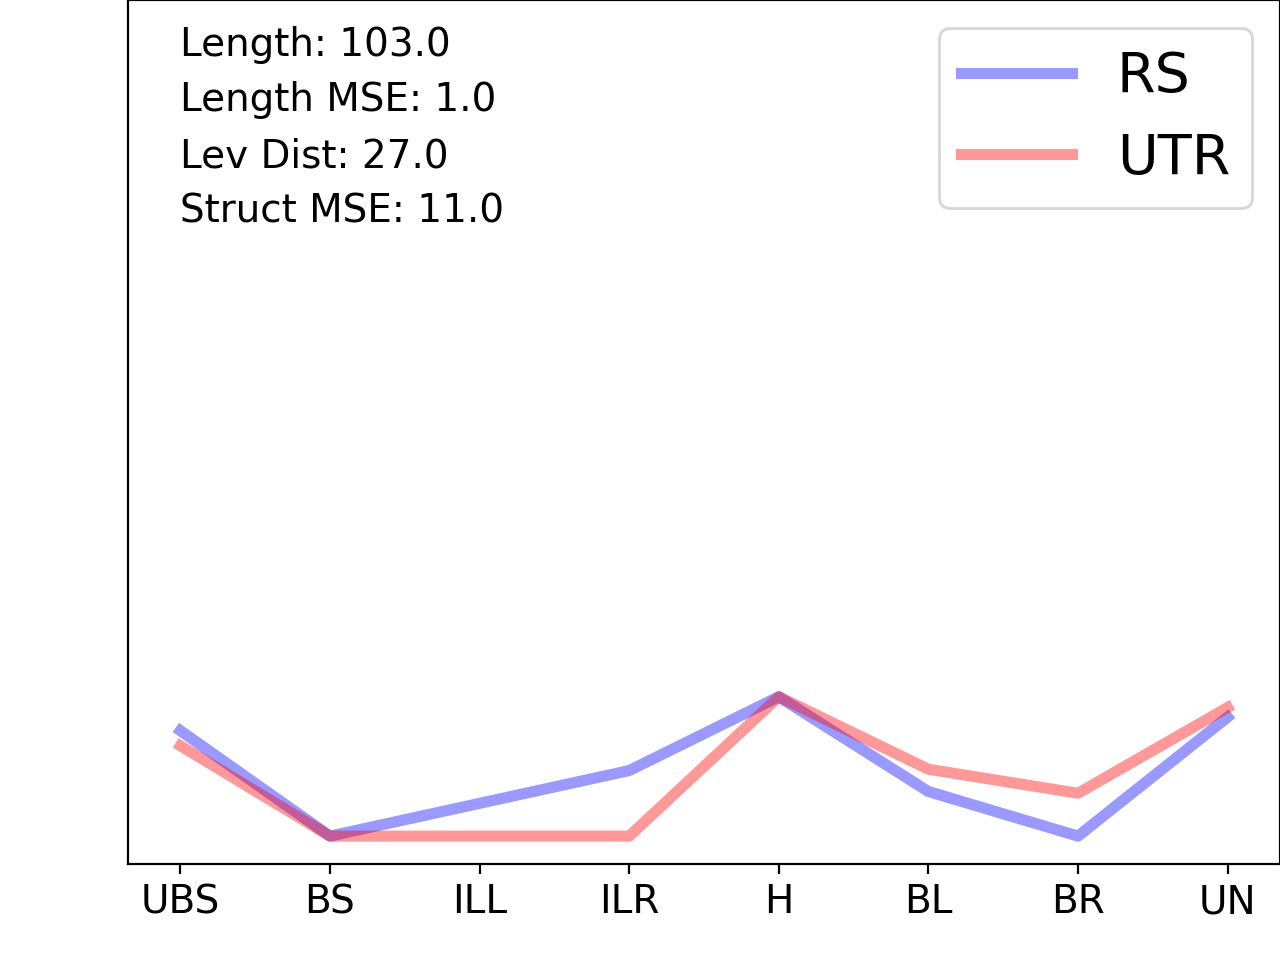 Length: 103.0
Length MSE: 1.0
Lev Dist: 27.0
Struct MSE: 11.0
RS
UTR
UBS BS ILL ILR H BL BR UN